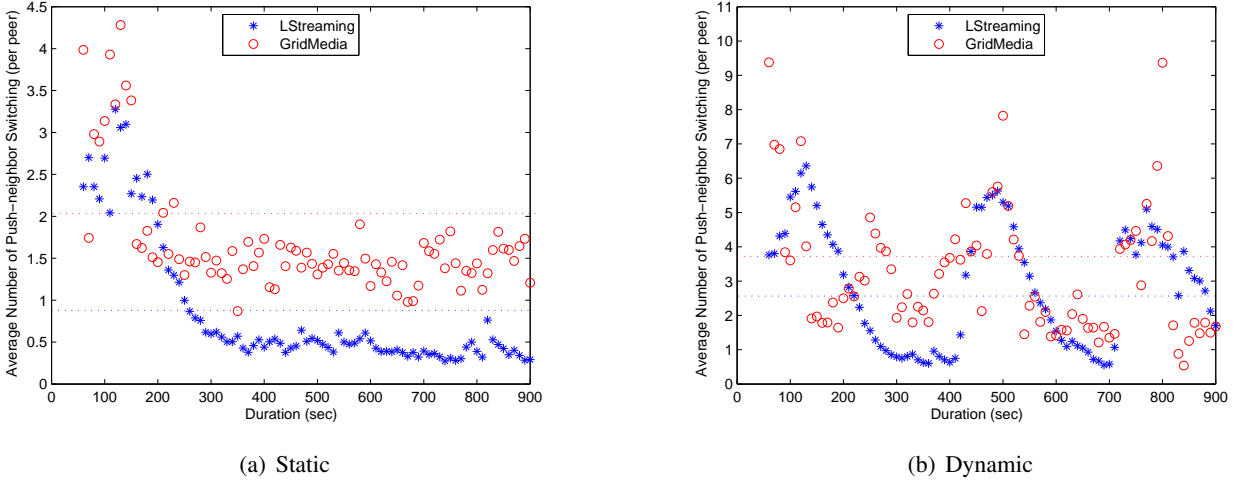 Average Number of Push-neighbor Switching (per peer)
4.5
4
3.5
3
2.5
2
1.5
1
0.5
0
LStreaming
GridMedia
0 100 200 300 400 500 600 700 800 900
Duration (sec)
(a) Static
Average Number of Push-neighbor Switching (per peer)
11
10
9
8
7
6
5
4
3
2
1
0
LStreaming
GridMedia
0 100 200 300 400 500 600 700 800 900
Duration (sec)
(b) Dynamic